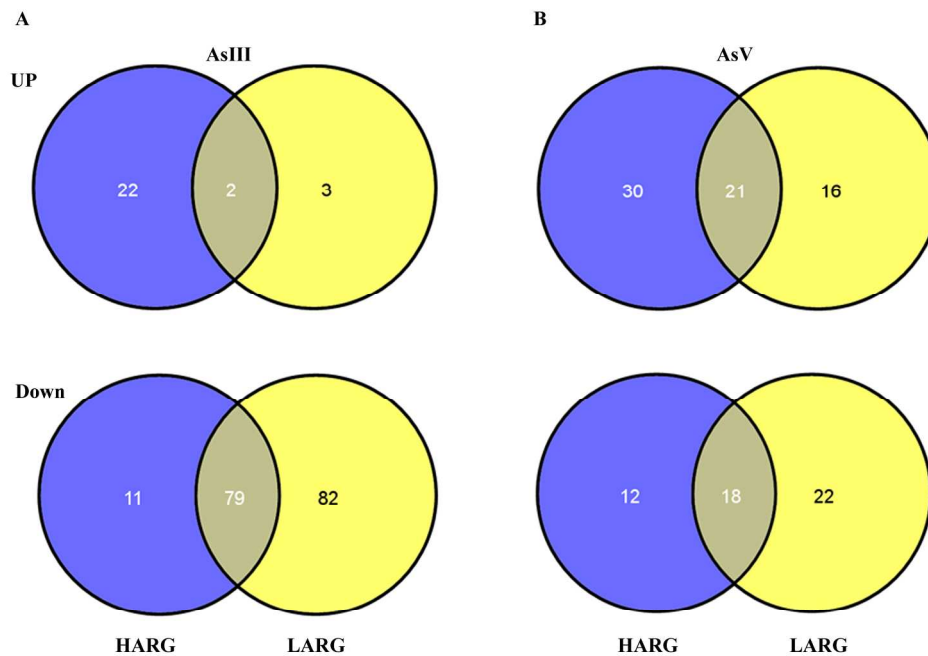 A
B
AsIII
AsV
UP
22
2
3
30
21
16
Down
11
79
82
12
18
22
HARG
LARG
HARG
LARG